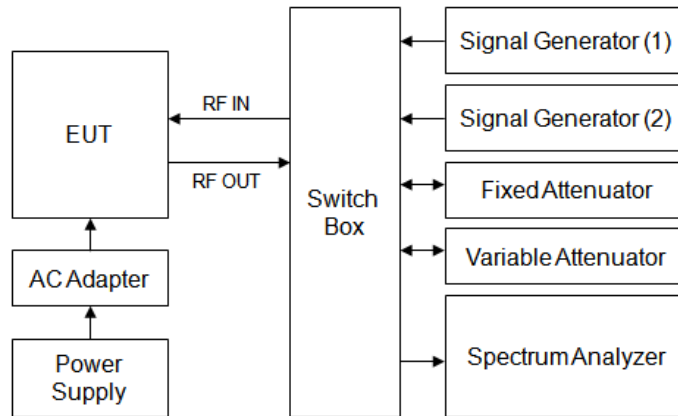 EUT
AC Adapter
Power
Supply
RF IN
RF OUT
Switch
Box
Signal Generator (1)
Signal Generator (2)
Fixed Attenuator
Variable Attenuator
Spectrum Analyzer